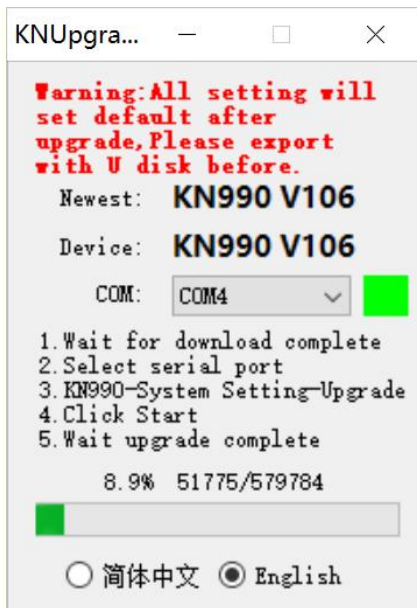 KNUpgra...
Warning:All setting will
set default after
upgrade,Please export
with U disk before.
Newest: KN990 V106
Device: KN990 V106
COM: COM4
1.Wait for download complete
2.Select serial port
3.KN990-System Setting-Upgrade
4.Click Start
5.Wait upgrade complete
8.9% 51775/579784
简体中文 English